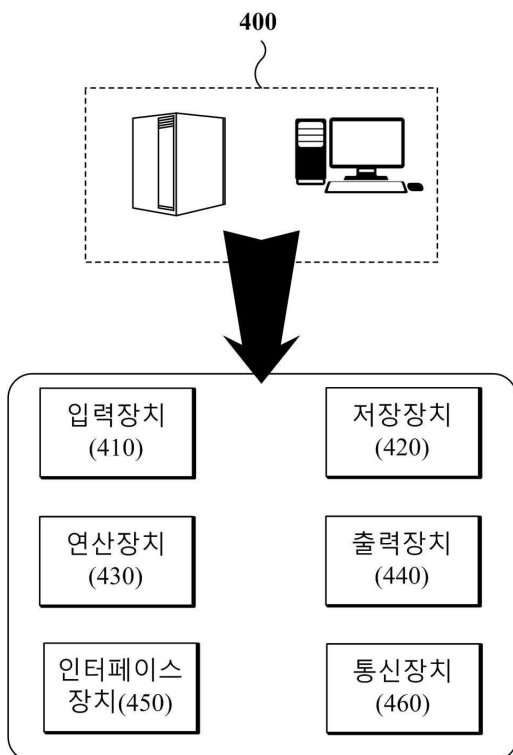 400
입력장치
(410)
저장장치
(420)
연산장치
(430)
출력장치
(440)
인터페이스
장치(450)
통신장치
(460)